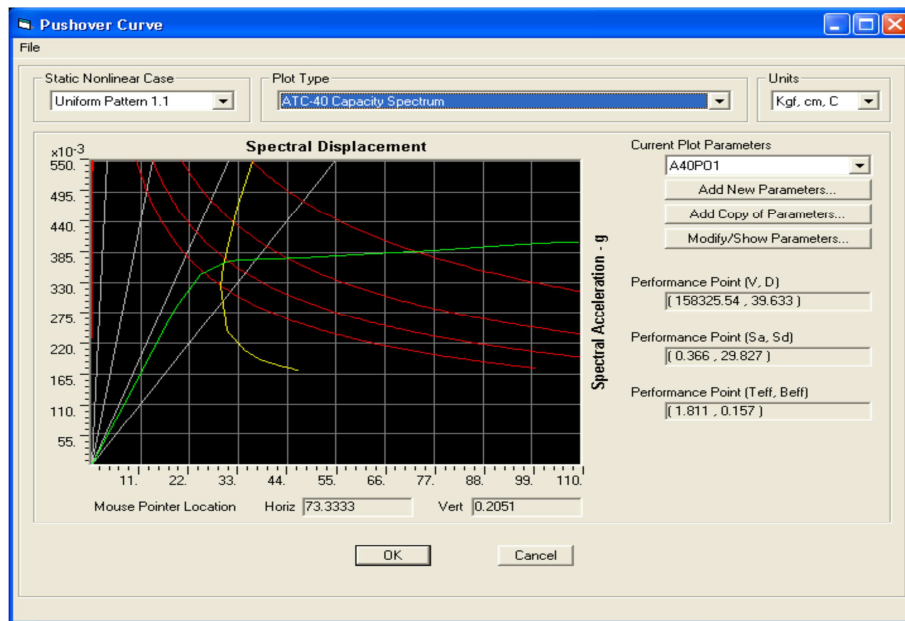 Pushover Curve
File
Static Nonlinear Case
Uniform Pattern 1.1
Plot Type
ATC-40 Capacity Spectrum
Units
Kgf, cm, C
Spectral Displacement
x10-3
550.
495.
440.
385.
330.
275.
220.
165.
110.
55.
11. 22. 33. 44. 55. 66. 77. 88. 99. 110.
Spectral Acceleration - g
Mouse Pointer Location Horiz 73.3333 Vert 0.2051
Current Plot Parameters
A40PO1
Add New Parameters...
Add Copy of Parameters...
Modify/Show Parameters...
Performance Point (V, D)
( 158325.54 , 39.633 )
Performance Point (Sa, Sd)
( 0.366 , 29.827 )
Performance Point (Teff, Beff)
( 1.811 , 0.157 )
OK
Cancel